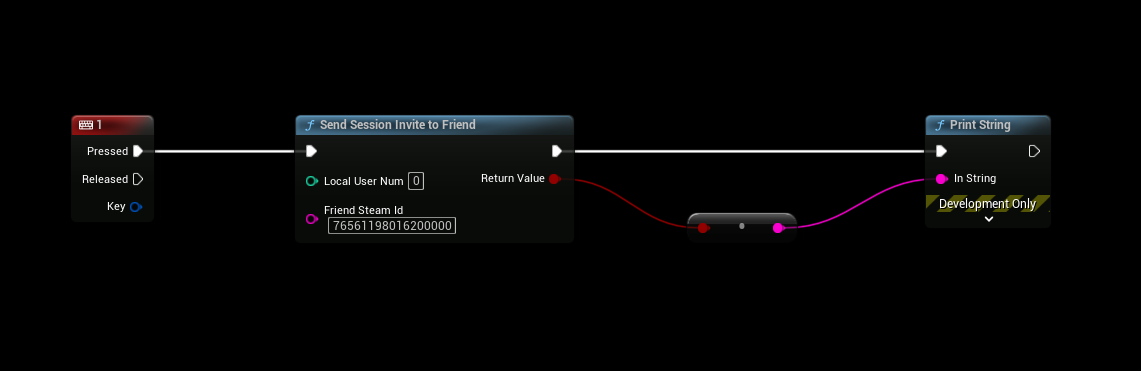 1
Pressed
Released
Key
Send Session Invite to Friend
Local User Num 0
Return Value
Friend Steam Id
76561198016200000
Print String
In String
Development Only